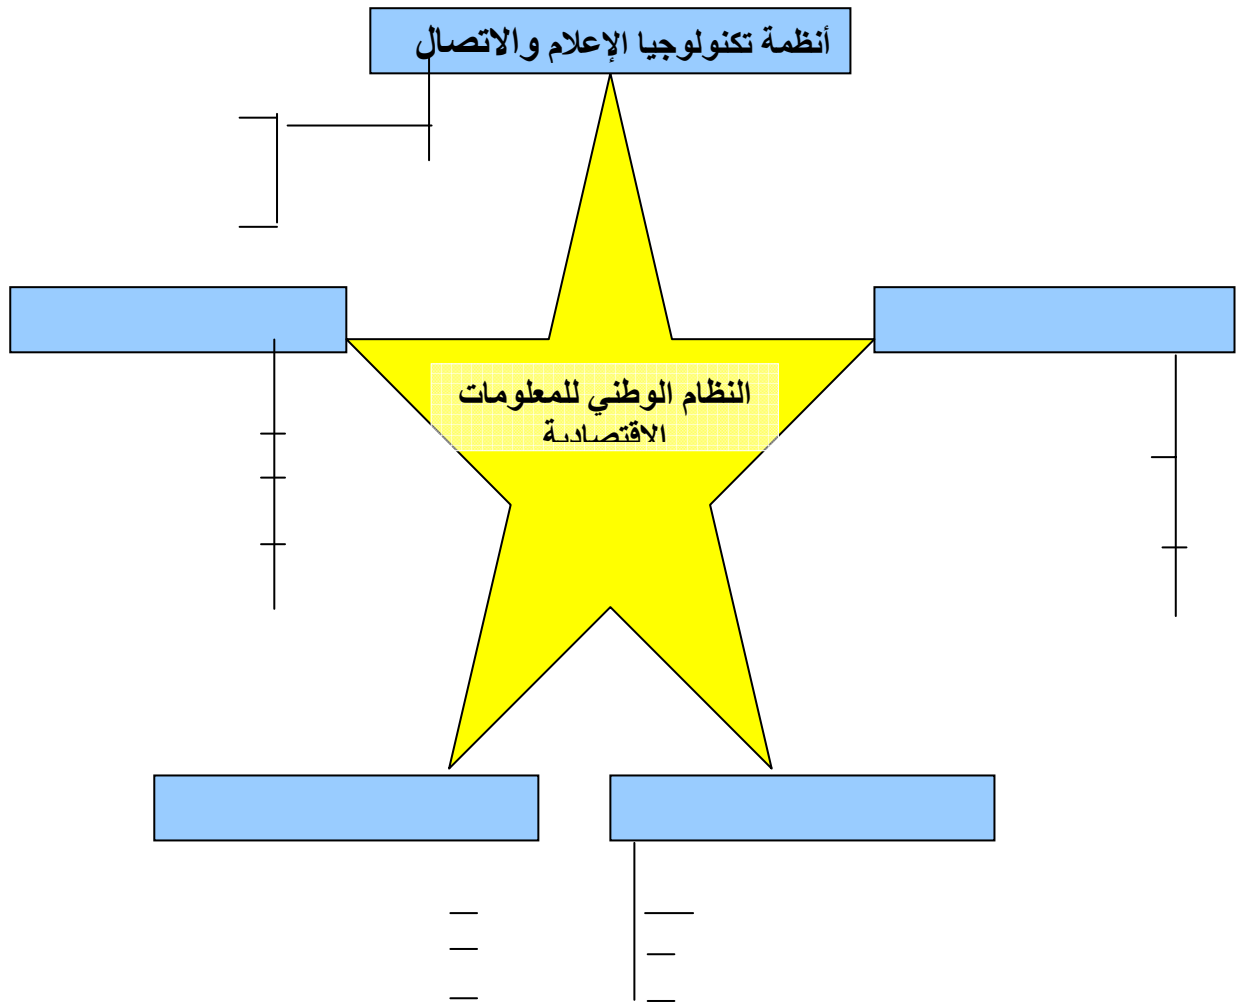 أنظمة تكنولوجيا الإعلام والاتصال
النظام الوطني للمعلومات
الاقتصادية